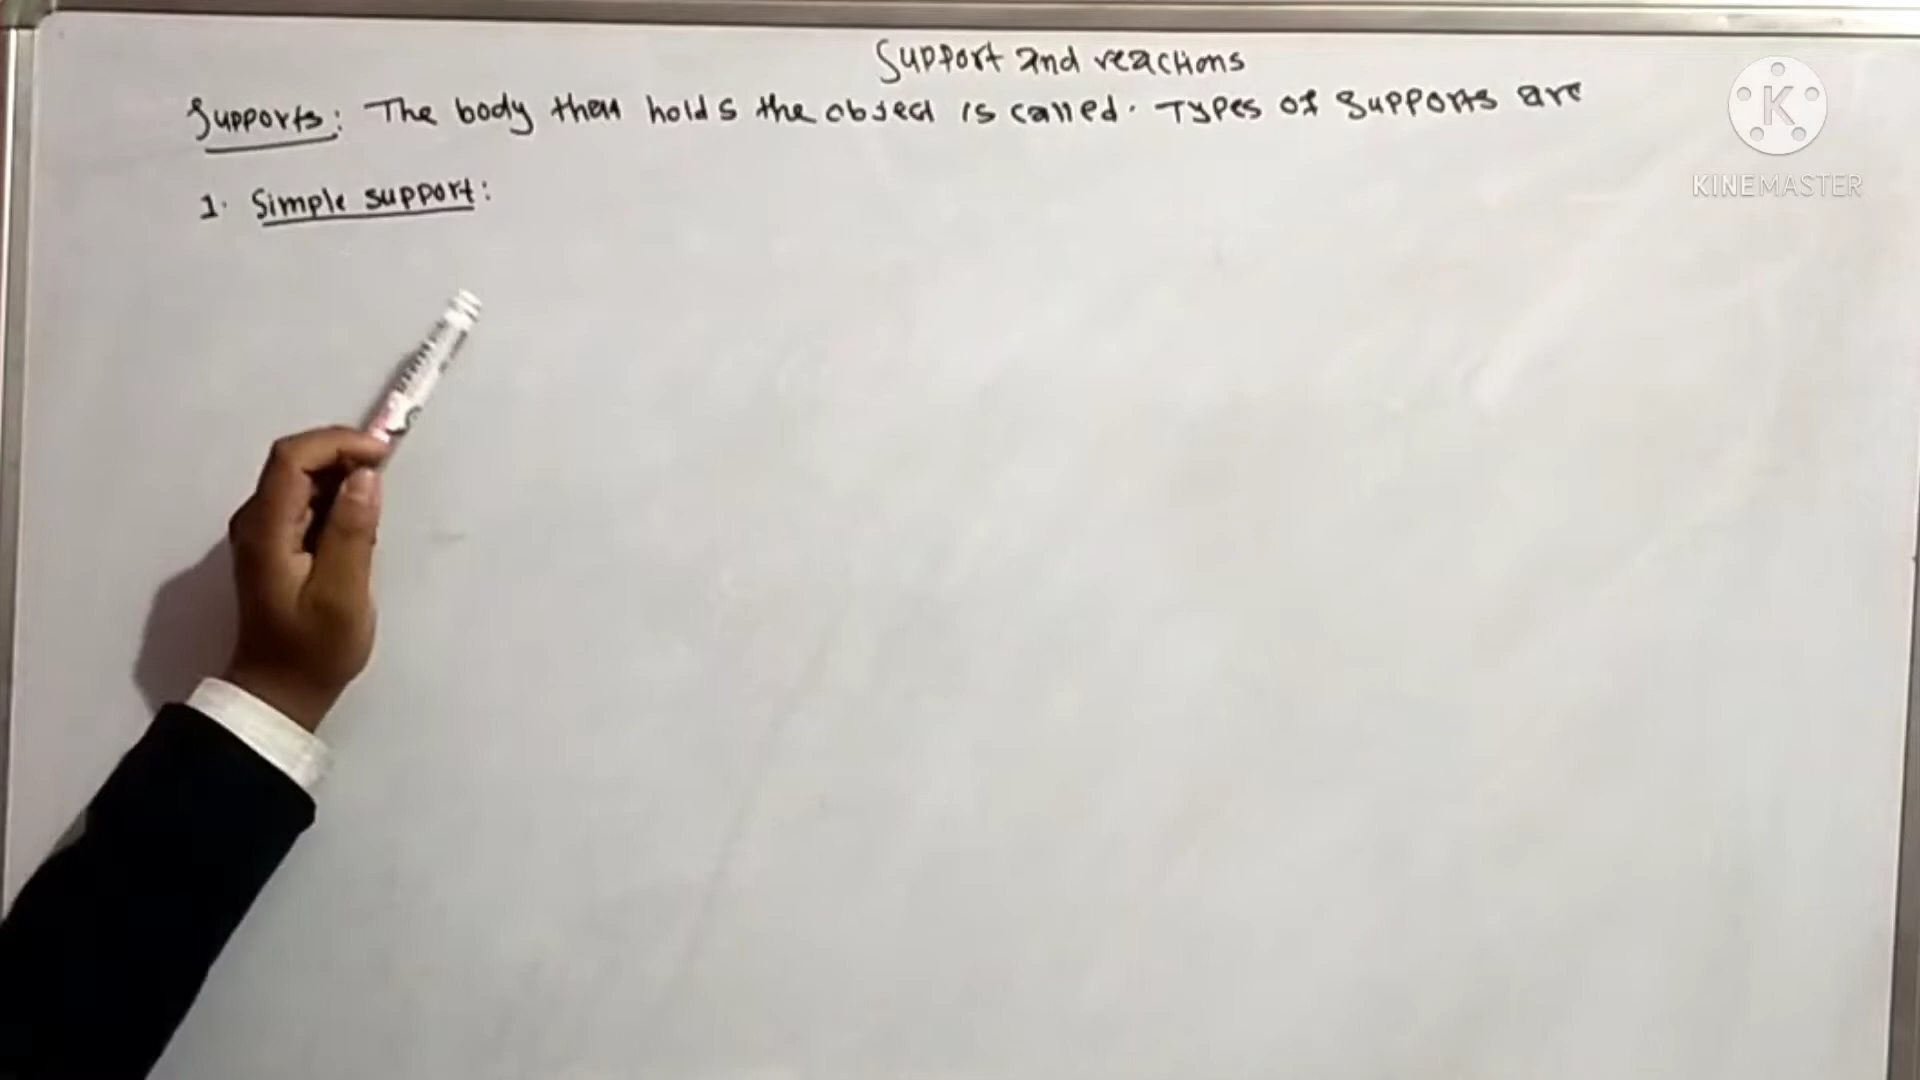 Support and reactions
Supports: The body that holds the object is called. Types of supports are
1. Simple support:
K
KINEMASTER